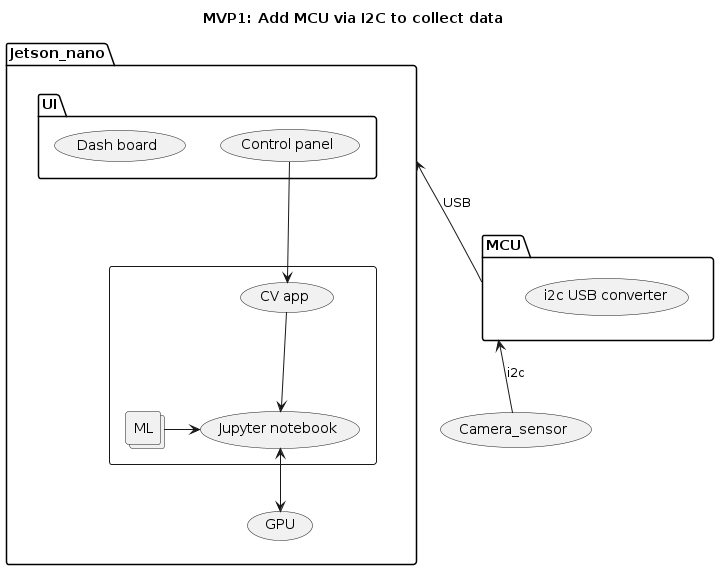 MVP1: Add MCU via I2C to collect data
Jetson_nano
UI
Dash board
Control panel
USB
MCU
CV app
i2c USB converter
i2c
ML
Jupyter notebook
Camera_sensor
GPU